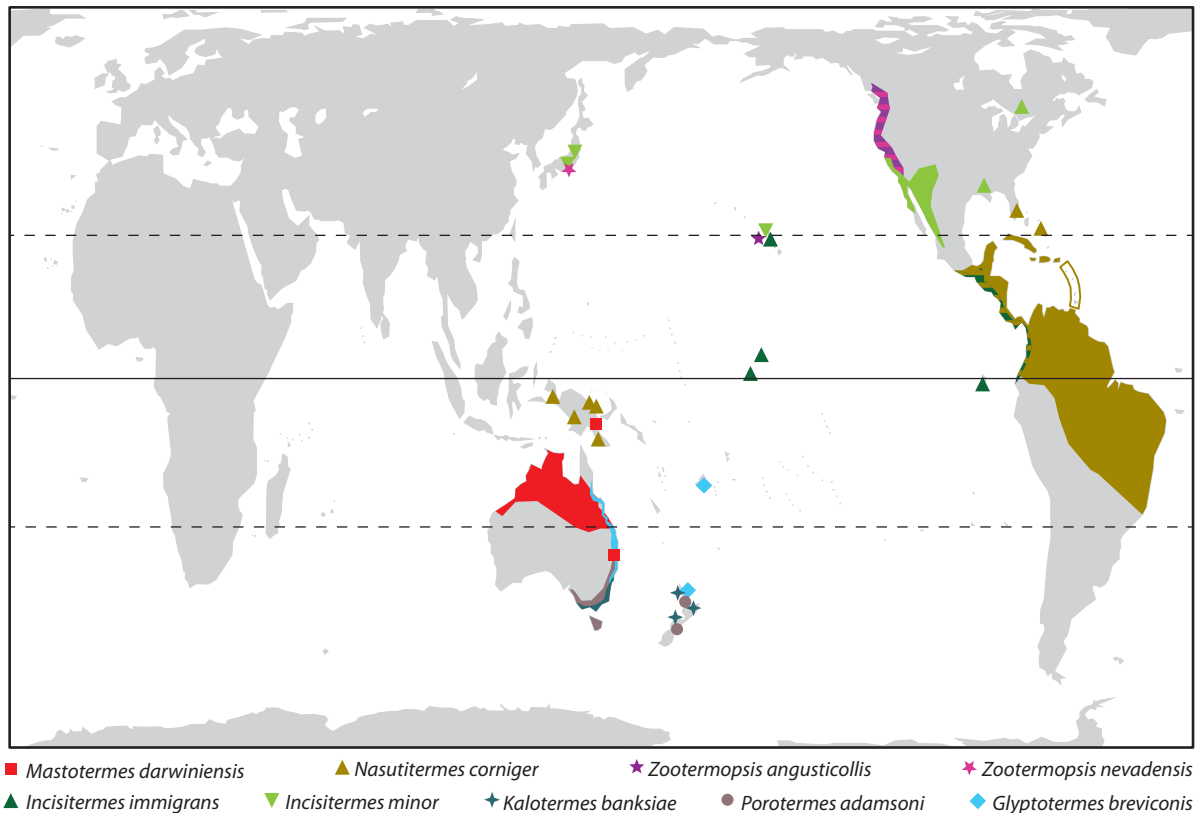 Mastotermes darwiniensis Nasutitermes corniger Zootermopsis angusticollis Zootermopsis nevadensis
Incisitermes immigrans Incisitermes minor Kalotermes banksiae Porotermes adamsoni Glyptotermes breviconis